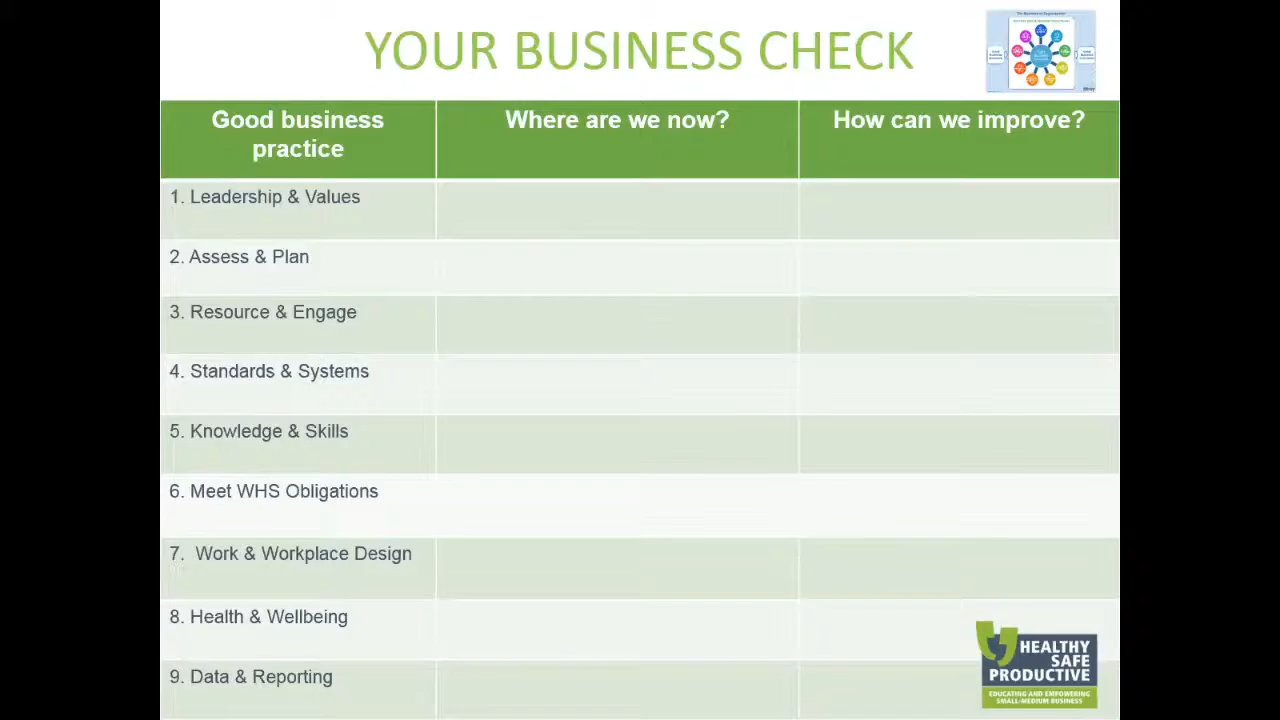 YOUR BUSINESS CHECK
Good business
practice
Where are we now?
How can we improve?
1. Leadership & Values
2. Assess & Plan
3. Resource & Engage
4. Standards & Systems
5. Knowledge & Skills
6. Meet WHS Obligations
7. Work & Workplace Design
8. Health & Wellbeing
9. Data & Reporting
HEALTHY
SAFE
PRODUCTIVE
EDUCATING AND EMPOWERING
SMALL-MEDIUM BUSINESS